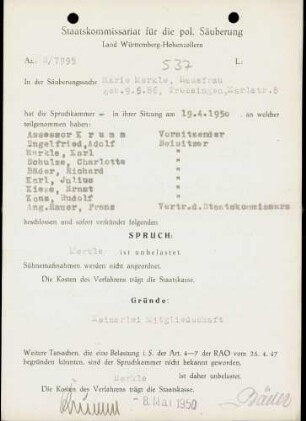 Staatskommissariat für die pol. Säuberung
Land Württemberg-Hohenzollern
Az. L.
537
In der Säuberungssache Marie Merkle, Hausfrau
geb. Trossingen,
hat die Spruchkammer — in ihrer Sitzung am 19.4.1950 an welcher
teilgenommen haben:
Assessor K r u m m Vorsitzender
Engelfried, Adolf Beisitzer
Merkle, Karl "
Schulze, Charlotte "
Bäder, Richard "
Karl, Julius "
Ernst "
Rudolf "
Franz Vertr.d.Staatskommissars
beschlossen und sofort verkündet folgenden
SPRUCH:
Merkle
ist unbelastet
Sühnemaßnahmen werden nicht angeordnet.
Die Kosten des Verfahrens trägt die Staatskasse.
Gründe:
Keinerlei Mitgliedschaft
Weitere Tatsachen, die eine Belastung i. S. der Art. 4—7 der RAO vom 25. 4. 47
begründen könnten, sind der Spruchkammer nicht bekannt geworden.
Merkle ist daher unbelastet.
Die Kosten des Verfahrens trägt die Staatskasse.
Krumm - 8. Mai 1950 Bäder